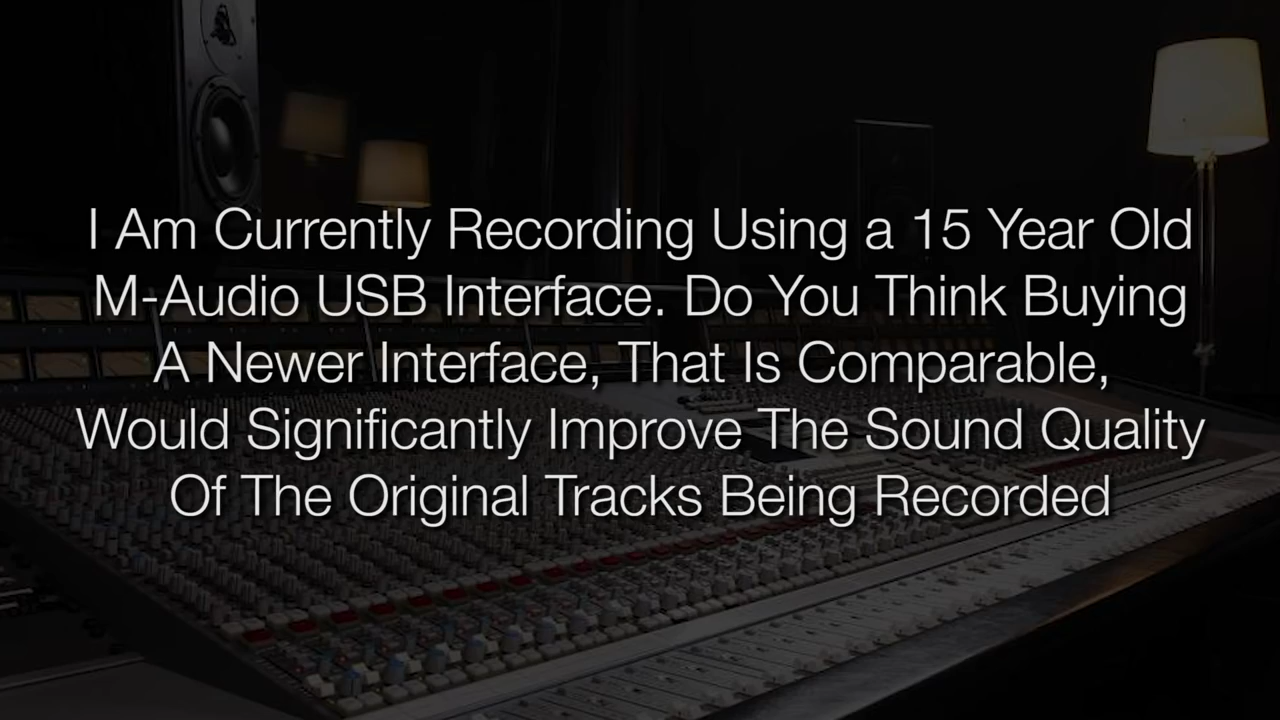 I Am Currently Recording Using a 15 Year Old
M-Audio USB Interface. Do You Think Buying
A Newer Interface, That Is Comparable,
Would Significantly Improve The Sound Quality
Of The Original Tracks Being Recorded